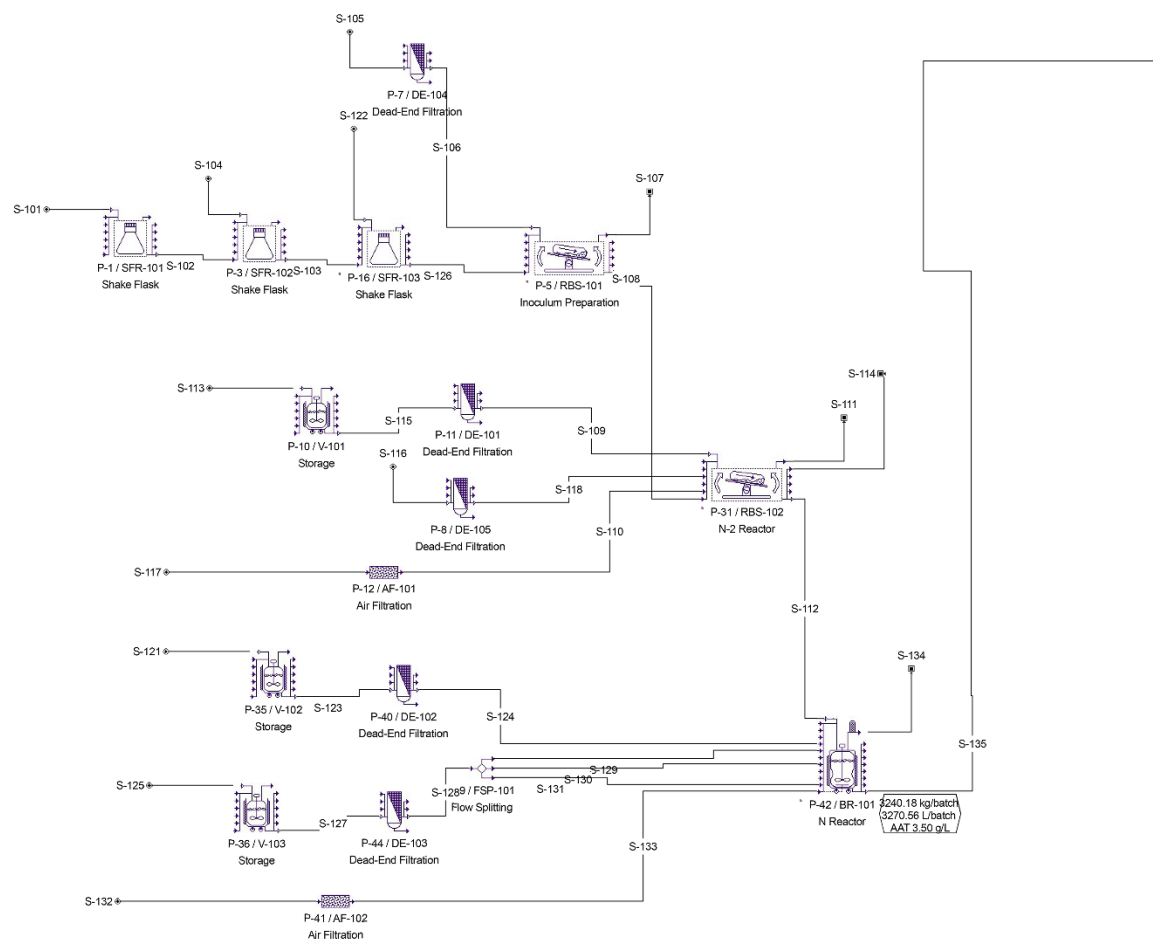 S-105
P-7 / DE-104
Dead-End Filtration
S-122
S-106
S-104
S-107
S-101
P-1 / SFR-101
Shake Flask
S-102
P-3 / SFR-102
Shake Flask
S-103
P-16 / SFR-103
Shake Flask
S-126
P-5 / RBS-101
Inoculum Preparation
S-108
S-114
S-113
S-111
P-10 / V-101
Storage
S-115
P-11 / DE-101
Dead-End Filtration
S-109
S-116
S-118
P-8 / DE-105
Dead-End Filtration
S-110
P-31 / RBS-102
N-2 Reactor
S-117
P-12 / AF-101
Air Filtration
S-112
S-121
S-134
P-35 / V-102
Storage
S-123
P-40 / DE-102
Dead-End Filtration
S-124
S-135
S-125
S-129
S-130
S-131
S-128
9 / FSP-101
Flow Splitting
P-36 / V-103
Storage
S-127
P-44 / DE-103
Dead-End Filtration
P-42 / BR-101
N Reactor
3240.18 kg/batch
3270.56 L/batch
AAT 3.50 g/L
S-133
S-132
P-41 / AF-102
Air Filtration